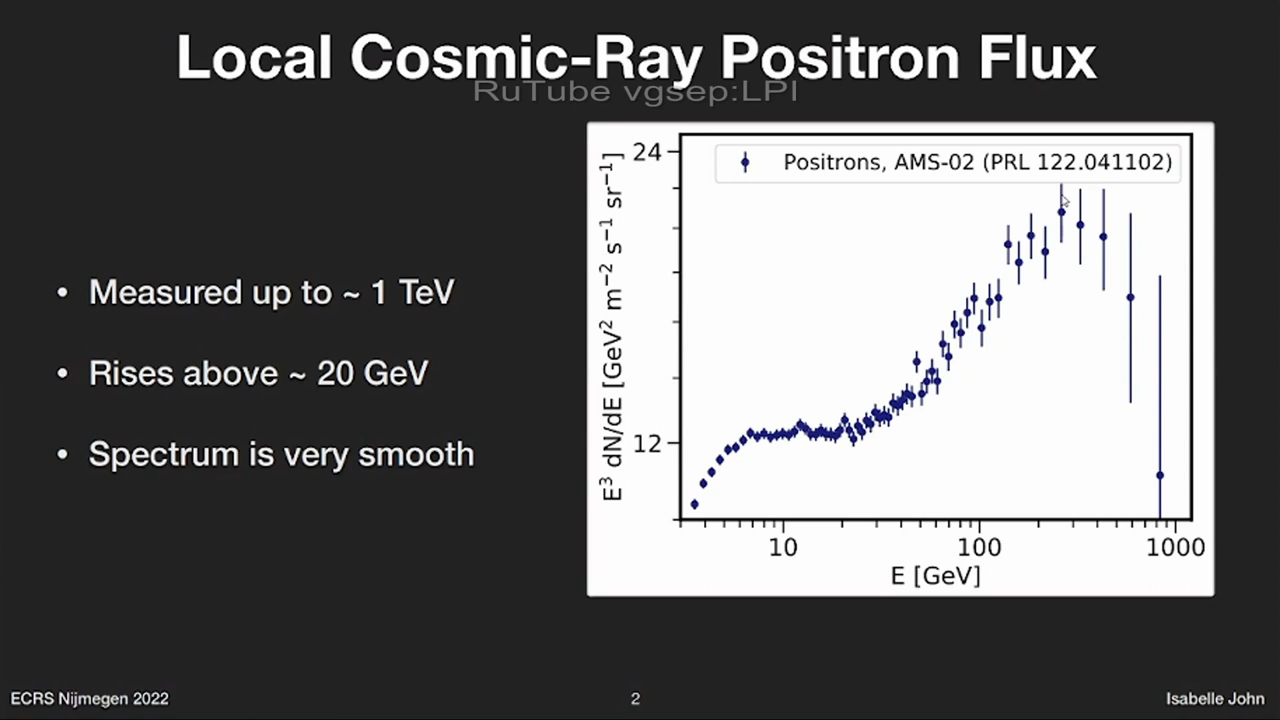 Local Cosmic-Ray Positron Flux
RuTube vgsep:LPI
• Measured up to ~ 1 TeV
• Rises above ~ 20 GeV
• Spectrum is very smooth
Positrons, AMS-02 (PRL 122.041102)
E³ dN/dE [GeV² m⁻² s⁻¹ sr⁻¹]
24
12
10 100 1000
E [GeV]
ECRS Nijmegen 2022
2
Isabelle John